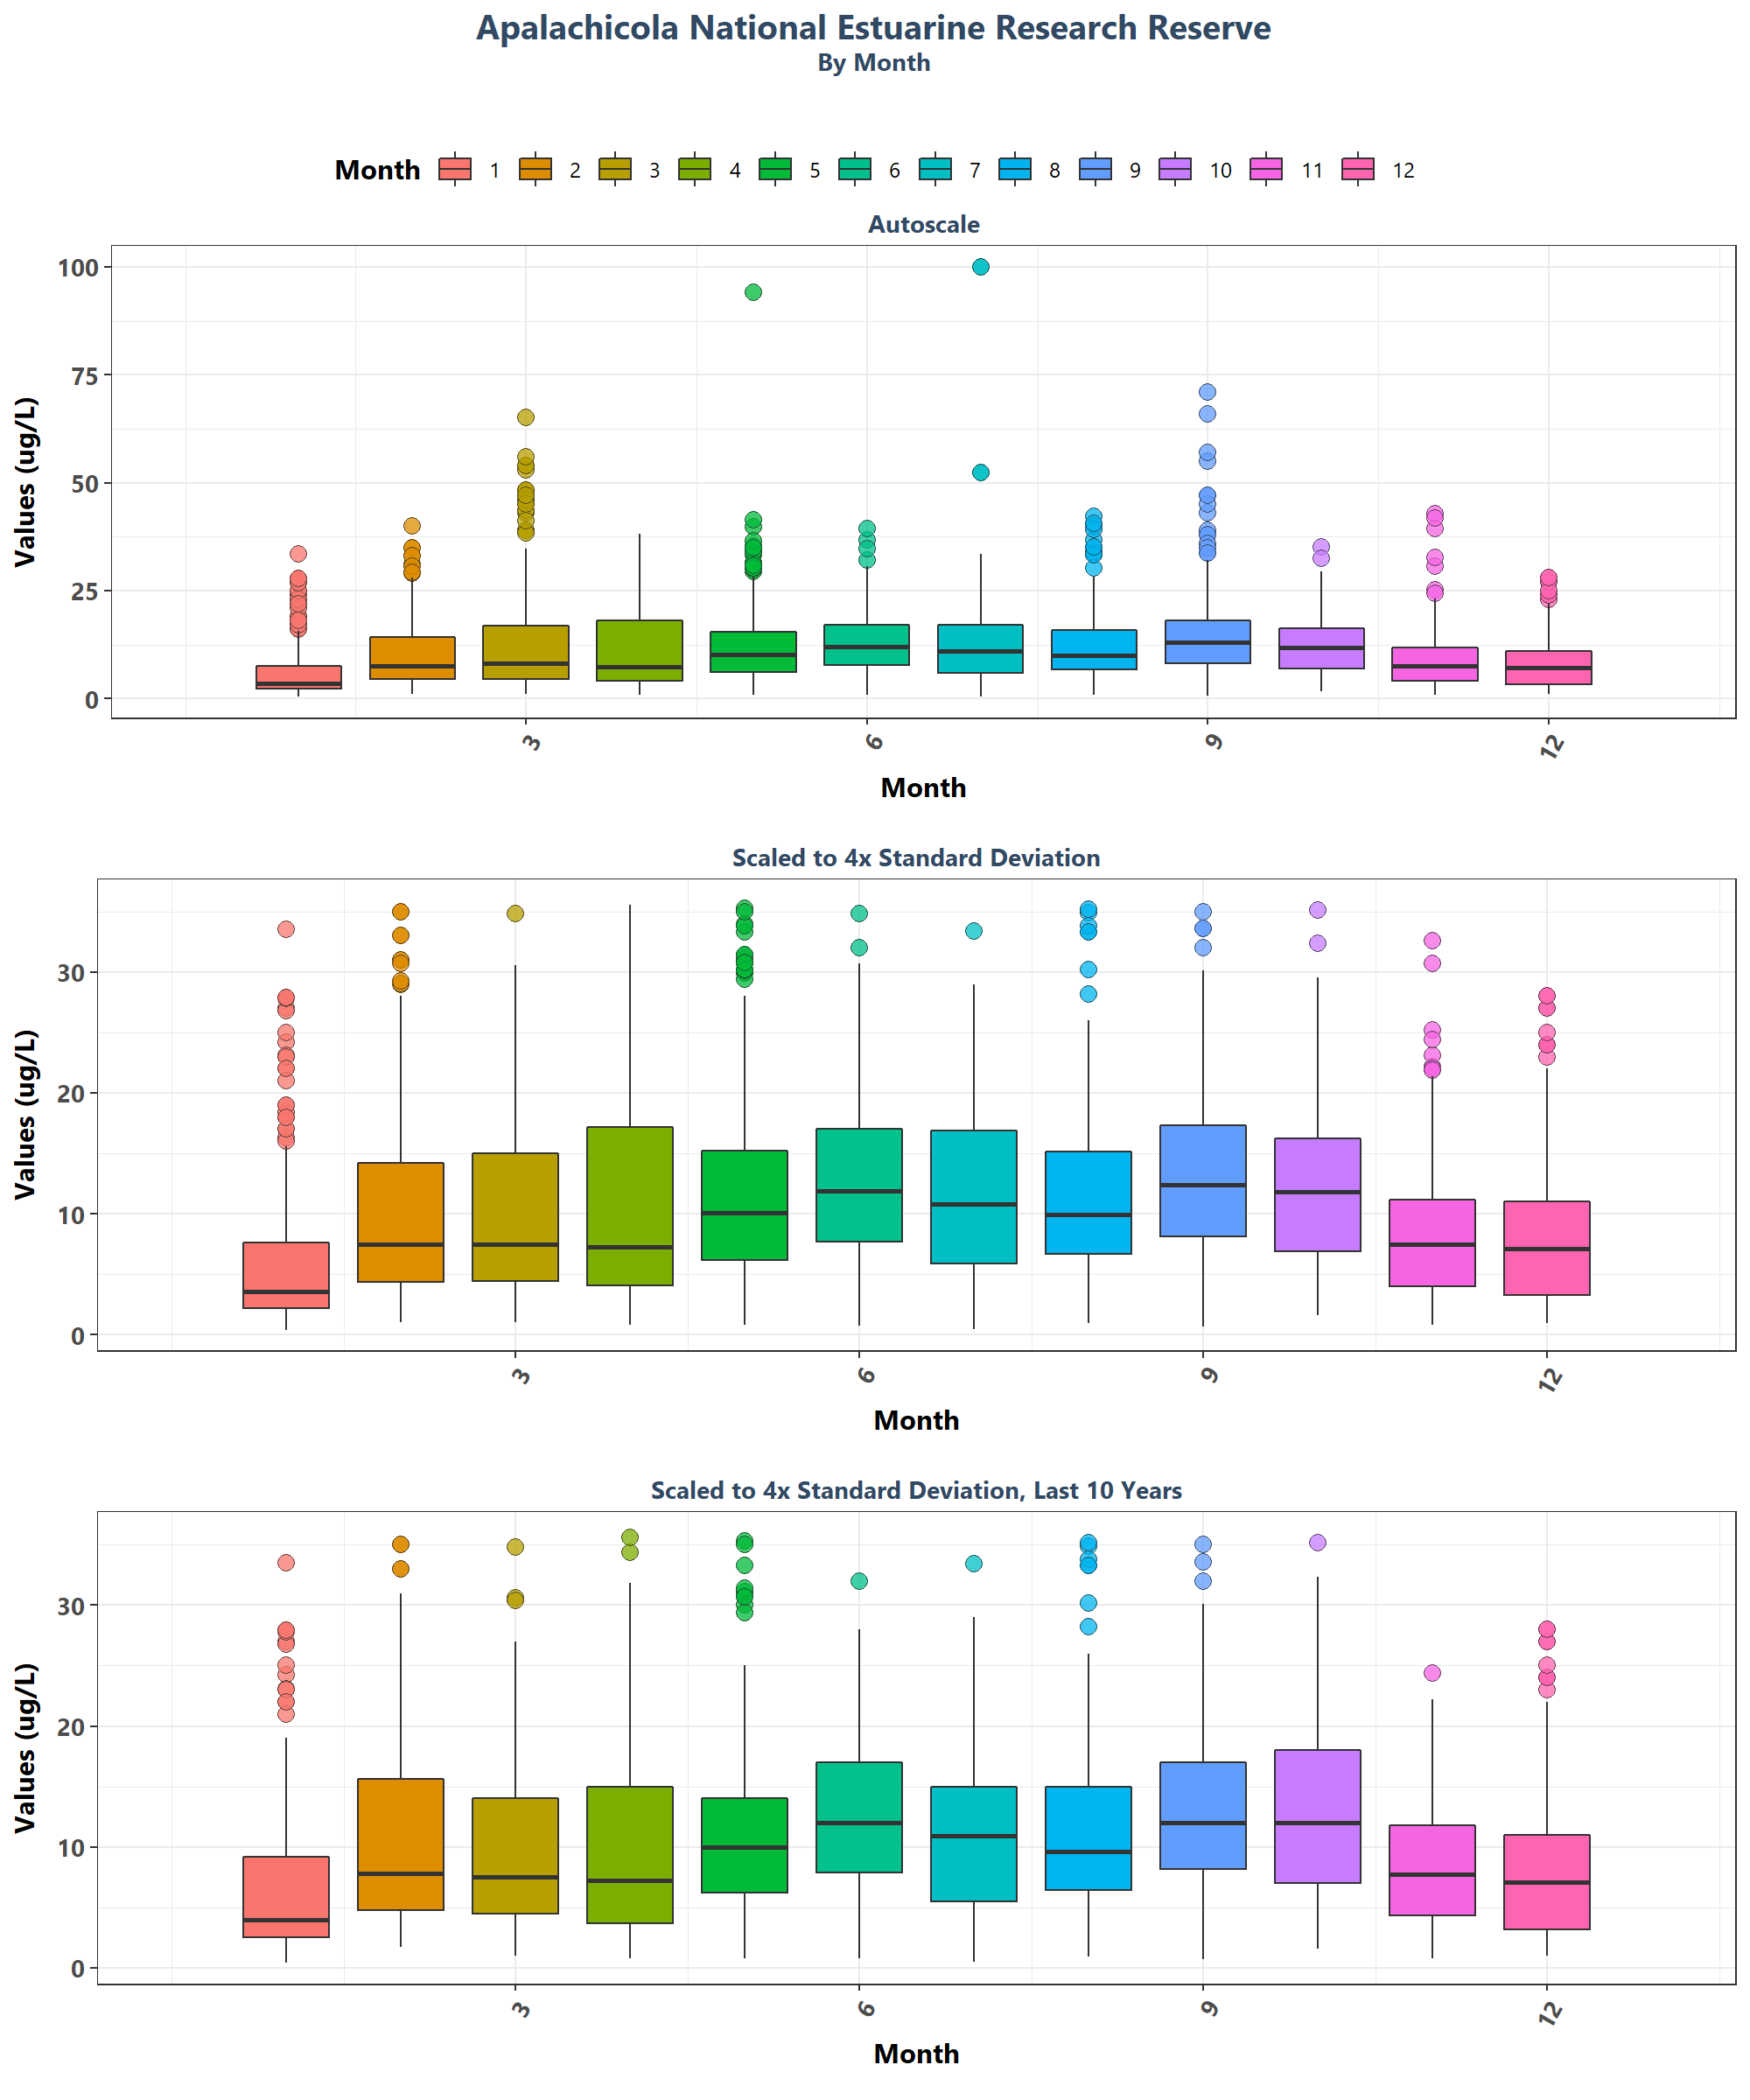 Apalachicola National Estuarine Research Reserve
By Month
Month 1 2 3 4 5 6 7 8 9 10 11 12
Autoscale
Values (ug/L)
100
75
50
25
0
3 6 9 12
Month
Scaled to 4x Standard Deviation
Values (ug/L)
30
20
10
0
3 6 9 12
Month
Scaled to 4x Standard Deviation, Last 10 Years
Values (ug/L)
30
20
10
0
3 6 9 12
Month